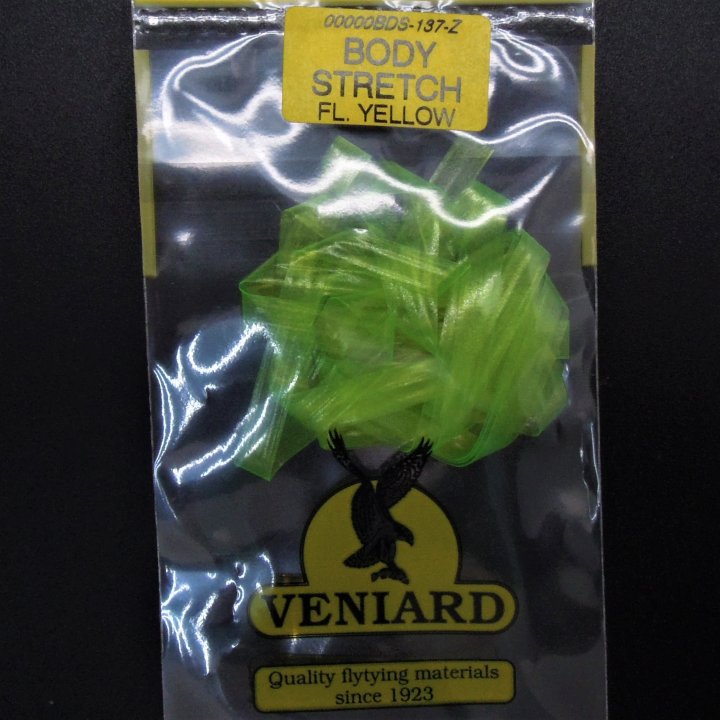 00000BDS-137-Z
BODY
STRETCH
FL. YELLOW
VENIARD
Quality flytying materials
since 1923